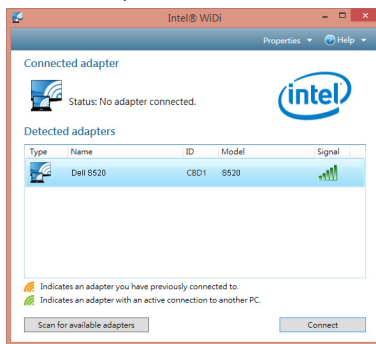 Intel® WiDi
Properties Help
Connected adapter
Status: No adapter connected.
intel
Detected adapters
Type Name ID Model Signal
Dell S520 CBD1 S520
Indicates an adapter you have previously connected to.
Indicates an adapter with an active connection to another PC.
Scan for available adapters Connect